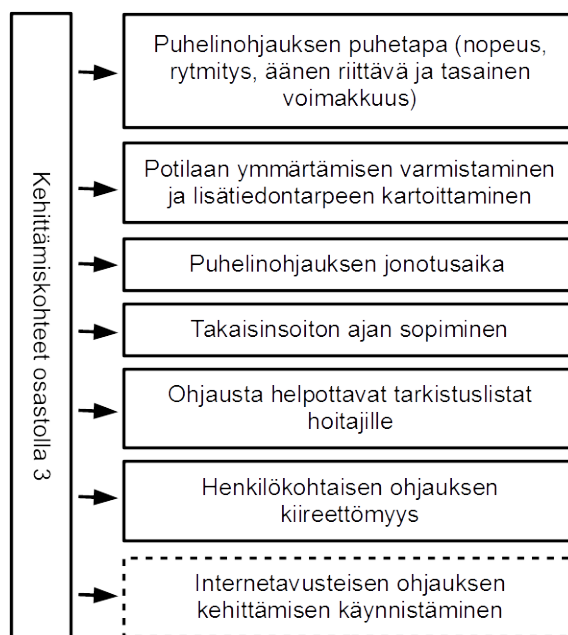 Kehittämiskohteet osastolla 3
Puhelinohjauksen puhetapa (nopeus,
rytmitys, äänen riittävä ja tasainen
voimakkuus)
Potilaan ymmärtämisen varmistaminen
ja lisätiedontarpeen kartoittaminen
Puhelinohjauksen jonotusaika
Takaisinsoiton ajan sopiminen
Ohjausta helpottavat tarkistuslistat
hoitajille
Henkilökohtaisen ohjauksen
kiireettömyys
Internetavusteisen ohjauksen
kehittämisen käynnistäminen